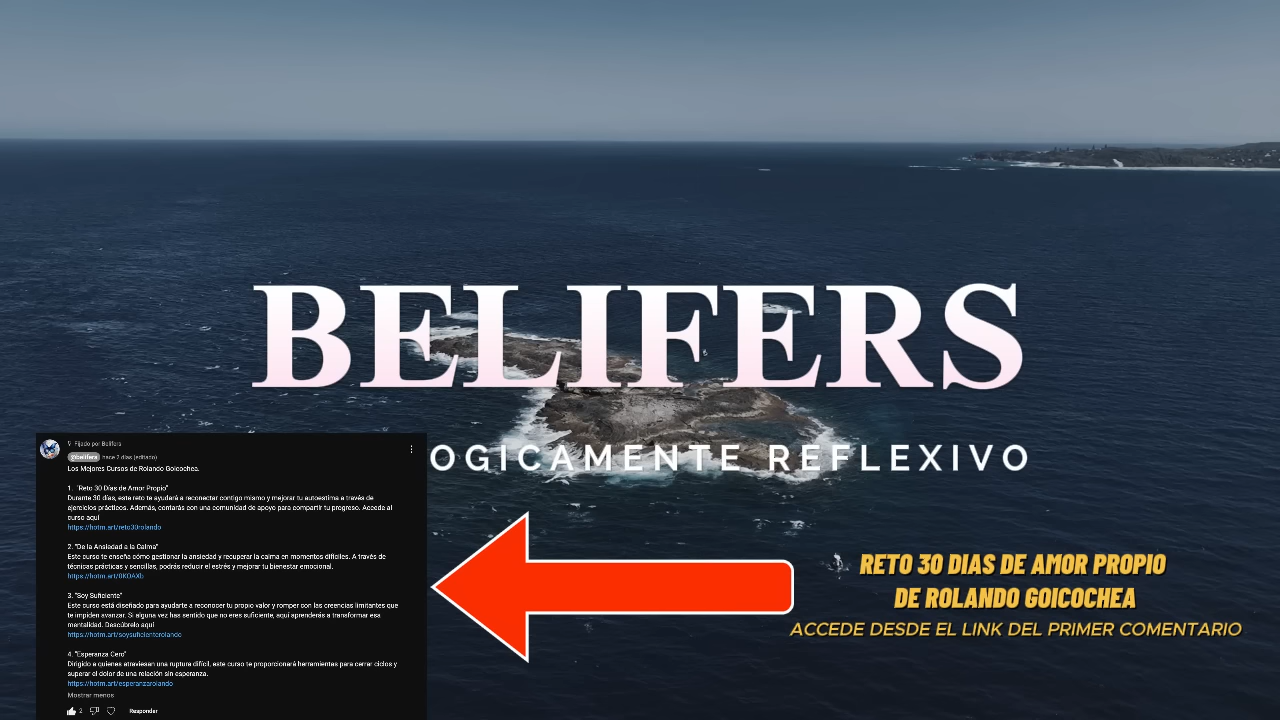 BELIFERS
OGICAMENTE REFLEXIVO
Fijado por Belifers
@belifers hace 2 días (editado)
Los Mejores Cursos de Rolando Goicochea.
1. "Reto 30 Días de Amor Propio"
Durante 30 días, este reto te ayudará a reconectar contigo mismo y mejorar tu autoestima a través de
ejercicios prácticos. Además, contarás con una comunidad de apoyo para compartir tu progreso. Accede al
curso aquí
https://hotm.art/reto30rolando
2. "De la Ansiedad a la Calma"
Este curso te enseña cómo gestionar la ansiedad y recuperar la calma en momentos difíciles. A través de
técnicas prácticas y sencillas, podrás reducir el estrés y mejorar tu bienestar emocional.
https://hotm.art/0KOAXb
3. "Soy Suficiente"
Este curso está diseñado para ayudarte a reconocer tu propio valor y romper con las creencias limitantes que
te impiden avanzar. Si alguna vez has sentido que no eres suficiente, aquí aprenderás a transformar esa
mentalidad. Descúbrelo aquí
https://hotm.art/soysuficienterolando
4. "Esperanza Cero"
Dirigido a quienes atraviesan una ruptura difícil, este curso te proporcionará herramientas para cerrar ciclos y
superar el dolor de una relación sin esperanza.
https://hotm.art/esperanzarolando
Mostrar menos
2 Responder
RETO 30 DIAS DE AMOR PROPIO
DE ROLANDO GOICOCHEA
ACCEDE DESDE EL LINK DEL PRIMER COMENTARIO